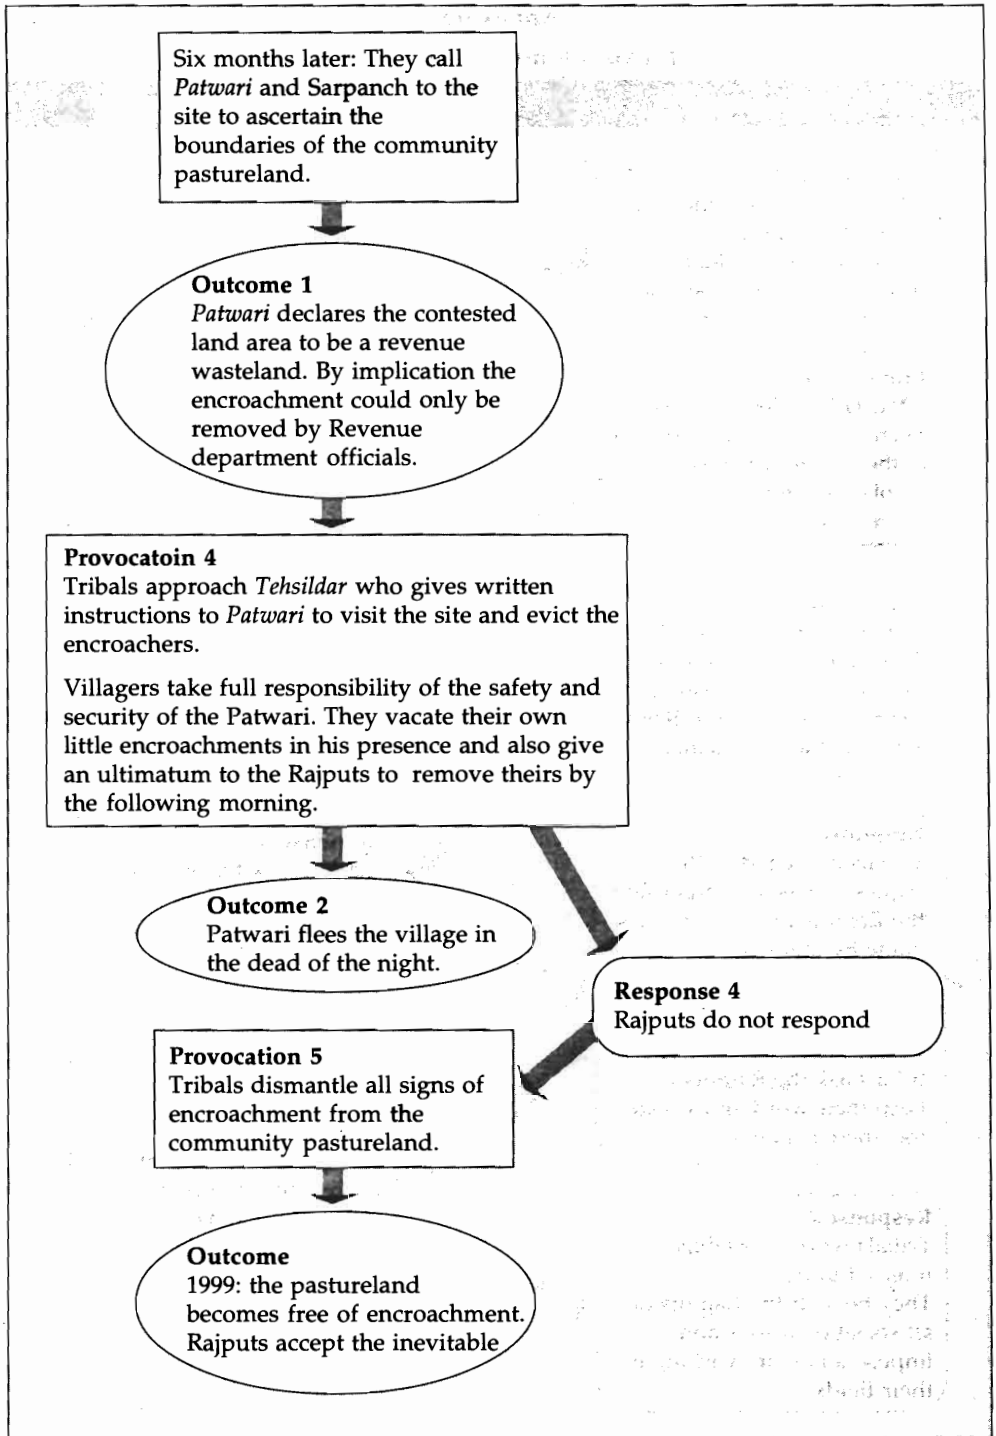 Six months later: They call
Patwari and Sarpanch to the
site to ascertain the
boundaries of the community
pastureland.
Outcome 1
Patwari declares the contested
land area to be a revenue
wasteland. By implication the
encroachment could only be
removed by Revenue
department officials.
Provocatoin 4
Tribals approach Tehsildar who gives written
instructions to Patwari to visit the site and evict the
encroachers.
Villagers take full responsibility of the safety and
security of the Patwari. They vacate their own
little encroachments in his presence and also give
an ultimatum to the Rajputs to remove theirs by
the following morning.
Outcome 2
Patwari flees the village in
the dead of the night.
Response 4
Rajputs do not respond
Provocation 5
Tribals dismantle all signs of
encroachment from the
community pastureland.
Outcome
1999: the pastureland
becomes free of encroachment.
Rajputs accept the inevitable